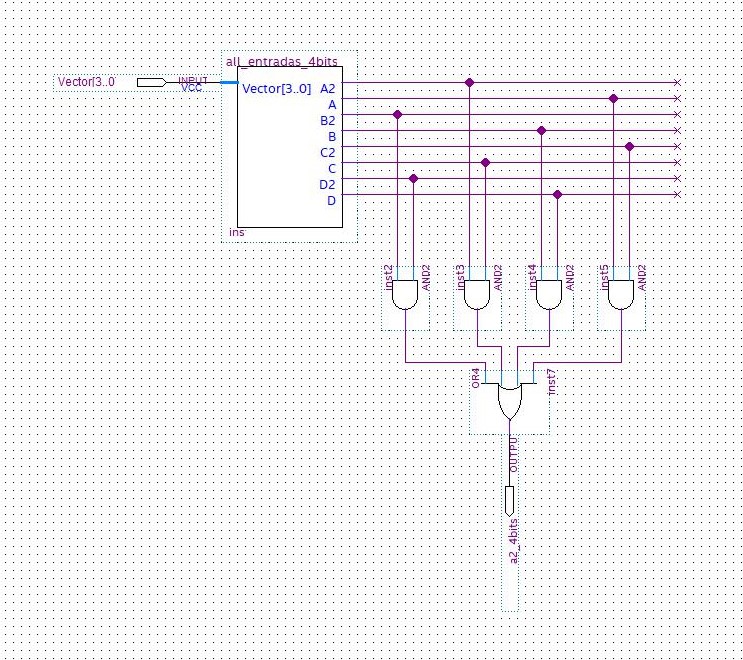 all_entradas_4bits
Vector[3..0
INPUT
VCC
Vector[3..0]
A2
A
B2
B
C2
C
D2
D
ins
inst2
AND2
inst3
AND2
inst4
AND2
inst5
AND2
OR4
inst7
OUTPU
a2_4bits